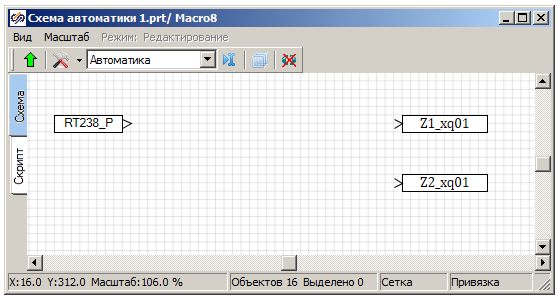 Схема автоматики 1.prt/ Macro8
Вид Масштаб Режим: Редактирование
Автоматика
Схема
Скрипт
RT238_P
Z1_xq01
Z2_xq01
X:16.0 Y:312.0 Масштаб:106.0 % Объектов 16 Выделено 0 Сетка Привязка